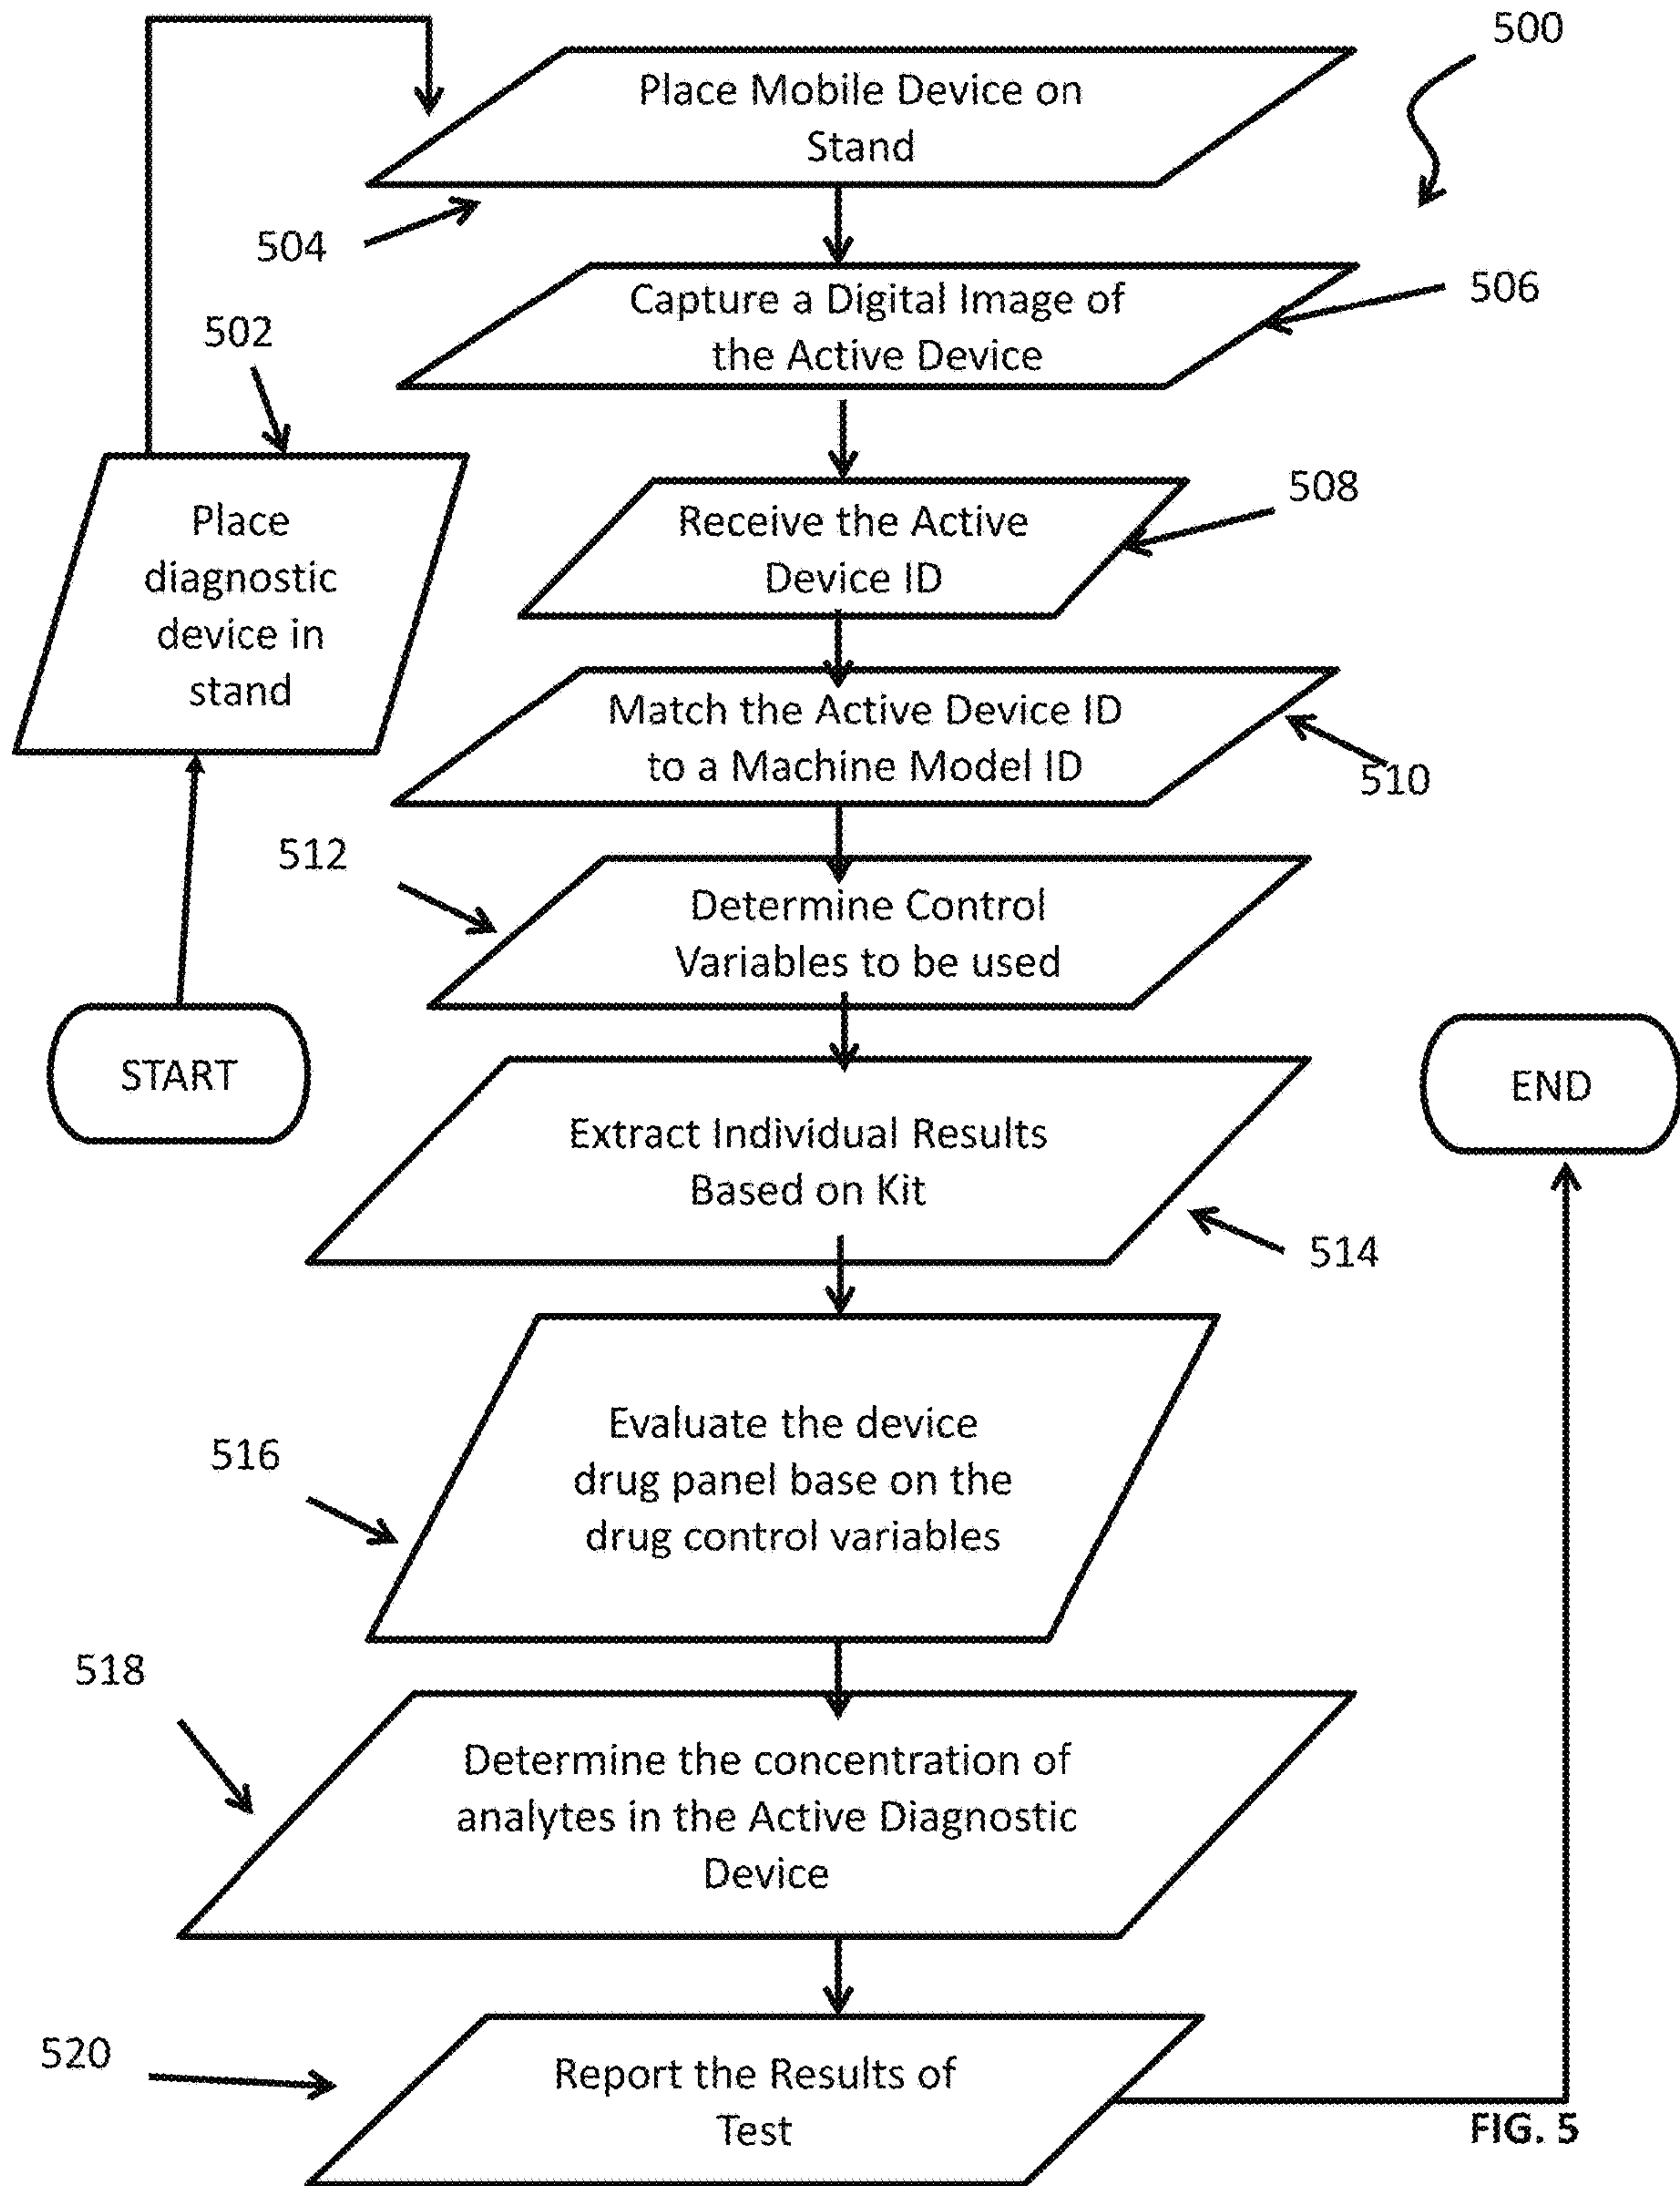 500
Place Mobile Device on
Stand
504
Capture a Digital Image of
the Active Device
506
502
Place
diagnostic
device in
stand
508
Receive the Active
Device ID
Match the Active Device ID
to a Machine Model ID
510
512
Determine Control
Variables to be used
START
END
Extract Individual Results
Based on Kit
514
Evaluate the device
drug panel base on the
drug control variables
516
518
Determine the concentration of
analytes in the Active Diagnostic
Device
520
Report the Results of
Test
FIG. 5